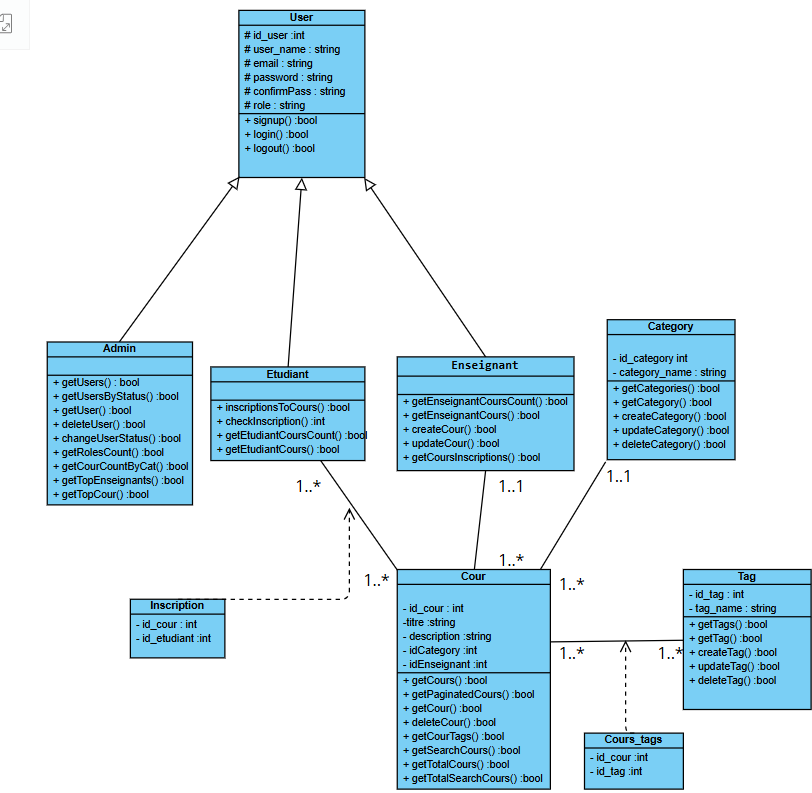 User
# id_user :int
# user_name : string
# email : string
# password : string
# confirmPass : string
# role : string
+ signup() :bool
+ login() :bool
+ logout() :bool
Admin
+ getUsers() : bool
+ getUsersByStatus() :bool
+ getUser() :bool
+ deleteUser() :bool
+ changeUserStatus() :bool
+ getRolesCount() :bool
+ getCourCountByCat() :bool
+ getTopEnseignants() :bool
+ getTopCour() :bool
Etudiant
+ inscriptionsToCours() :bool
+ checkInscription() :int
+ getEtudiantCoursCount() :bool
+ getEtudiantCours() :bool
Enseignant
+ getEnseignantCoursCount() :bool
+ getEnseignantCours() :bool
+ createCour() :bool
+ updateCour() :bool
+ getCoursInscriptions() :bool
Category
- id_category int
- category_name : string
+ getCategories() :bool
+ getCategory() :bool
+ createCategory() :bool
+ updateCategory() :bool
+ deleteCategory() :bool
1..*
1..1
1..1
1..*
1..*
1..*
Inscription
- id_cour : int
- id_etudiant :int
Cour
- id_cour : int
-titre :string
- description :string
- idCategory :int
- idEnseignant :int
+ getCours() :bool
+ getPaginatedCours() :bool
+ getCour() :bool
+ deleteCour() :bool
+ getCourTags() :bool
+ getSearchCours() :bool
+ getTotalCours() :bool
+ getTotalSearchCours() :bool
1..*
1..*
Tag
- id_tag : int
- tag_name : string
+ getTags() :bool
+ getTag() :bool
+ createTag() :bool
+ updateTag() :bool
+ deleteTag() :bool
Cours_tags
- id_cour :int
- id_tag :int